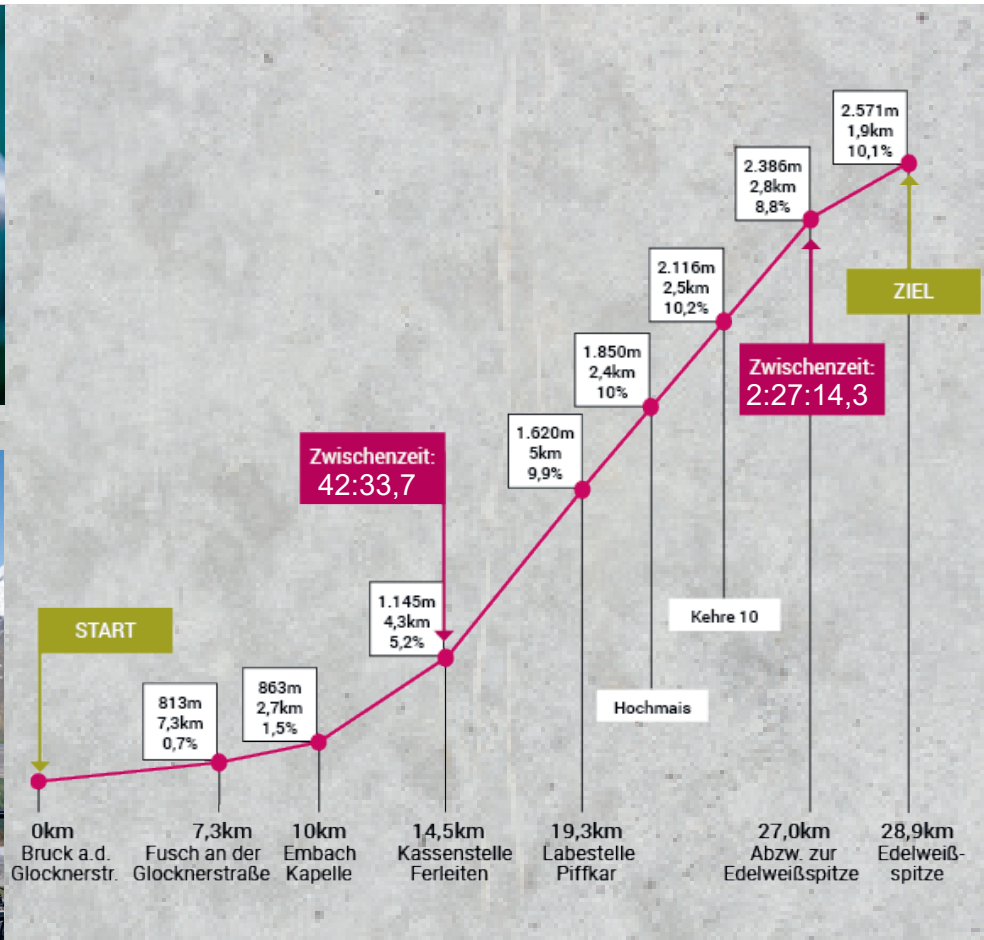 2.571m
1,9km
10,1%
2.386m
2,8km
8,8%
ZIEL
2.116m
2,5km
10,2%
1.850m
2,4km
10%
Zwischenzeit:
2:27:14,3
1.620m
5km
9,9%
Zwischenzeit:
42:33,7
1.145m
4,3km
5,2%
START
Kehre 10
813m
7,3km
0,7%
863m
2,7km
1,5%
Hochmais
0km
Bruck a.d.
Glocknerstr.
7,3km
Fusch an der
Glocknerstraße
10km
Embach
Kapelle
14,5km
Kassenstelle
Ferleiten
19,3km
Labestelle
Piffkar
27,0km
Abzw. zur
Edelweißspitze
28,9km
Edelweiß-
spitze